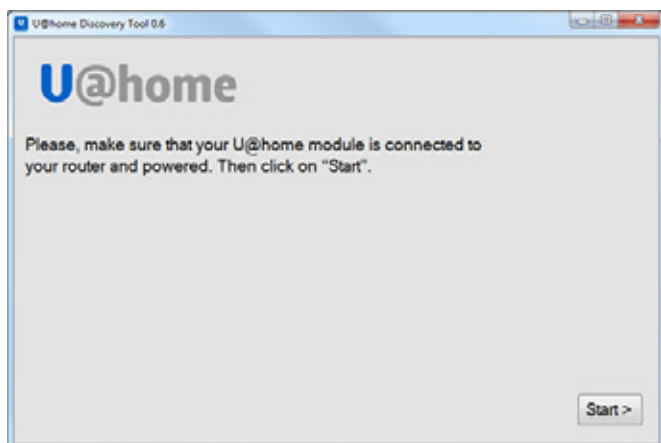 U@home Discovery Tool 0.6
U@home
Please, make sure that your U@home module is connected to
your router and powered. Then click on "Start".
Start >